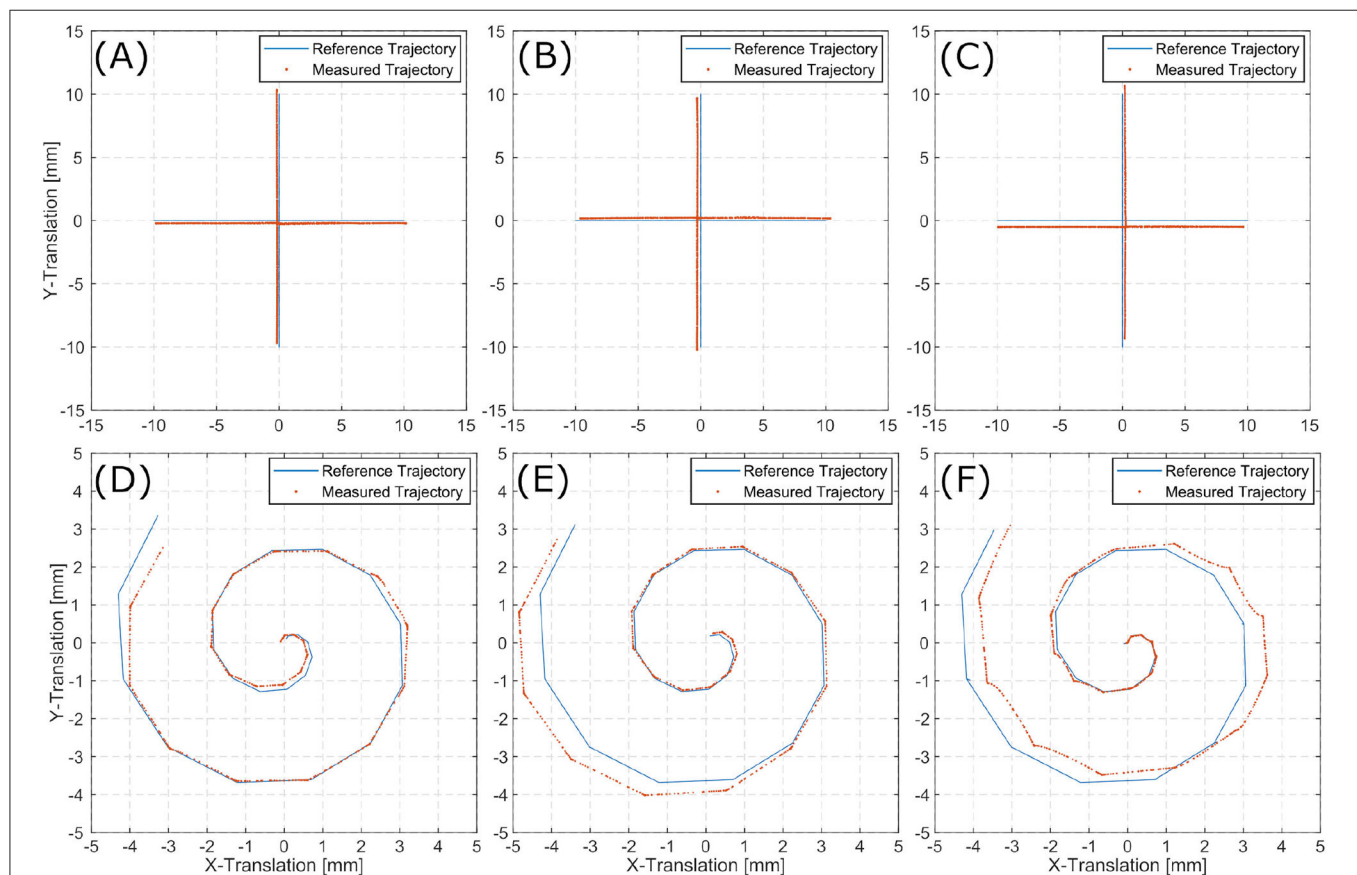 (A)
Reference Trajectory
Measured Trajectory
15
10
5
0
-5
-10
-15
Y-Translation [mm]
-15 -10 -5 0 5 10 15
(B)
Reference Trajectory
Measured Trajectory
15
10
5
0
-5
-10
-15
-15 -10 -5 0 5 10 15
(C)
Reference Trajectory
Measured Trajectory
15
10
5
0
-5
-10
-15
-15 -10 -5 0 5 10 15
(D)
Reference Trajectory
Measured Trajectory
5
4
3
2
1
0
-1
-2
-3
-4
-5
Y-Translation [mm]
-5 -4 -3 -2 -1 0 1 2 3 4 5
X-Translation [mm]
(E)
Reference Trajectory
Measured Trajectory
5
4
3
2
1
0
-1
-2
-3
-4
-5
-5 -4 -3 -2 -1 0 1 2 3 4 5
X-Translation [mm]
(F)
Reference Trajectory
Measured Trajectory
5
4
3
2
1
0
-1
-2
-3
-4
-5
-5 -4 -3 -2 -1 0 1 2 3 4 5
X-Translation [mm]